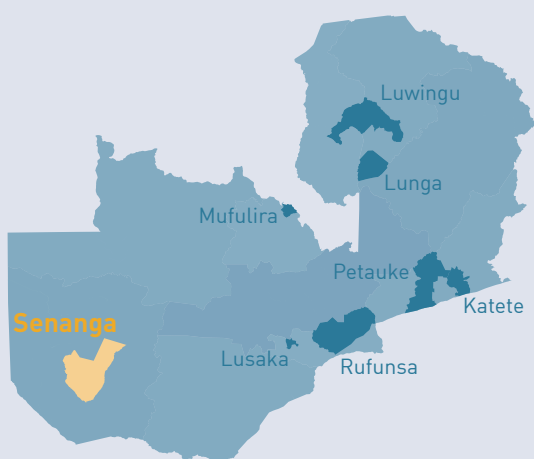 Luwingu
Lunga
Mufulira
Petauke
Katete
Senanga
Lusaka
Rufunsa